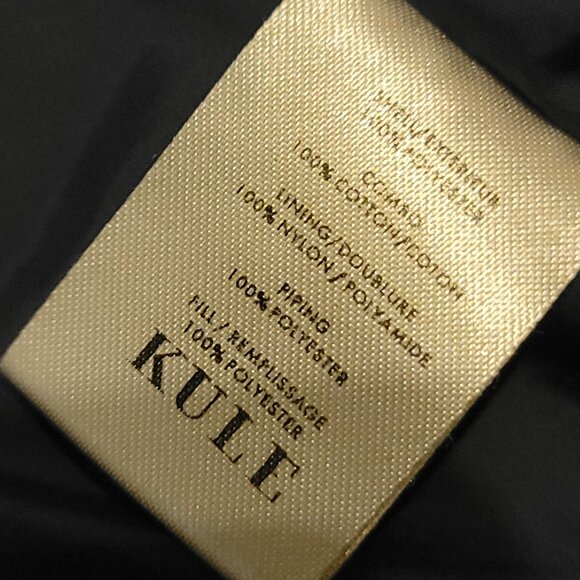 SHELL/EXTERIEUR
100% POLYESTER
COMBO
100% COTTON/COTON
LINING/DOUBLURE
100% NYLON/POLYAMIDE
PIPING
100% POLYESTER
FILL/REMPLISSAGE
100% POLYESTER
KULE